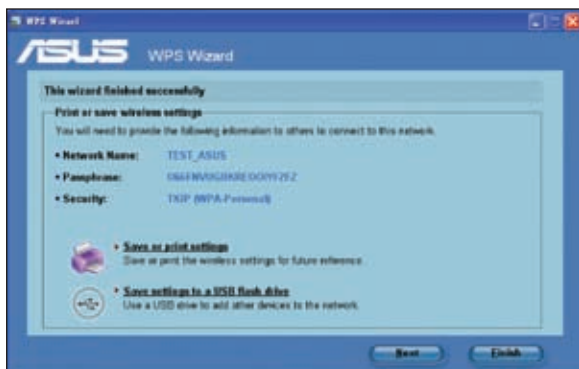 WPS Wizard
ASUS WPS Wizard
This wizard finished successfully
Print or save wireless settings
You will need to provide the following information to others to connect to this network.
• Network Name: TEST_ASUS
• Passphrase:
• Security: TKIP (WPA-Personal)
Save or print settings
Save or print the wireless settings for future reference.
Save settings to a USB flash drive
Use a USB drive to add other devices to the network.
Next Finish